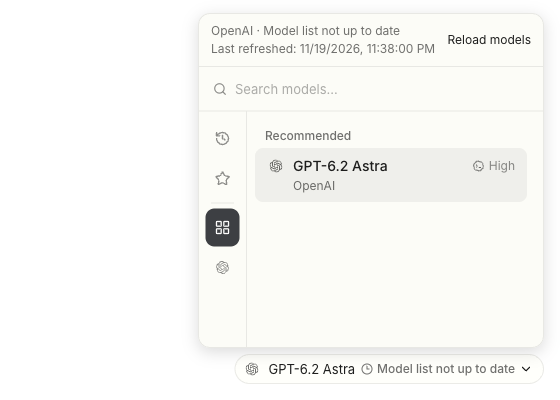 OpenAI · Model list not up to date
Last refreshed: 11/19/2026, 11:38:00 PM
Reload models
Search models...
Recommended
GPT-6.2 Astra
High
OpenAI
GPT-6.2 Astra Model list not up to date